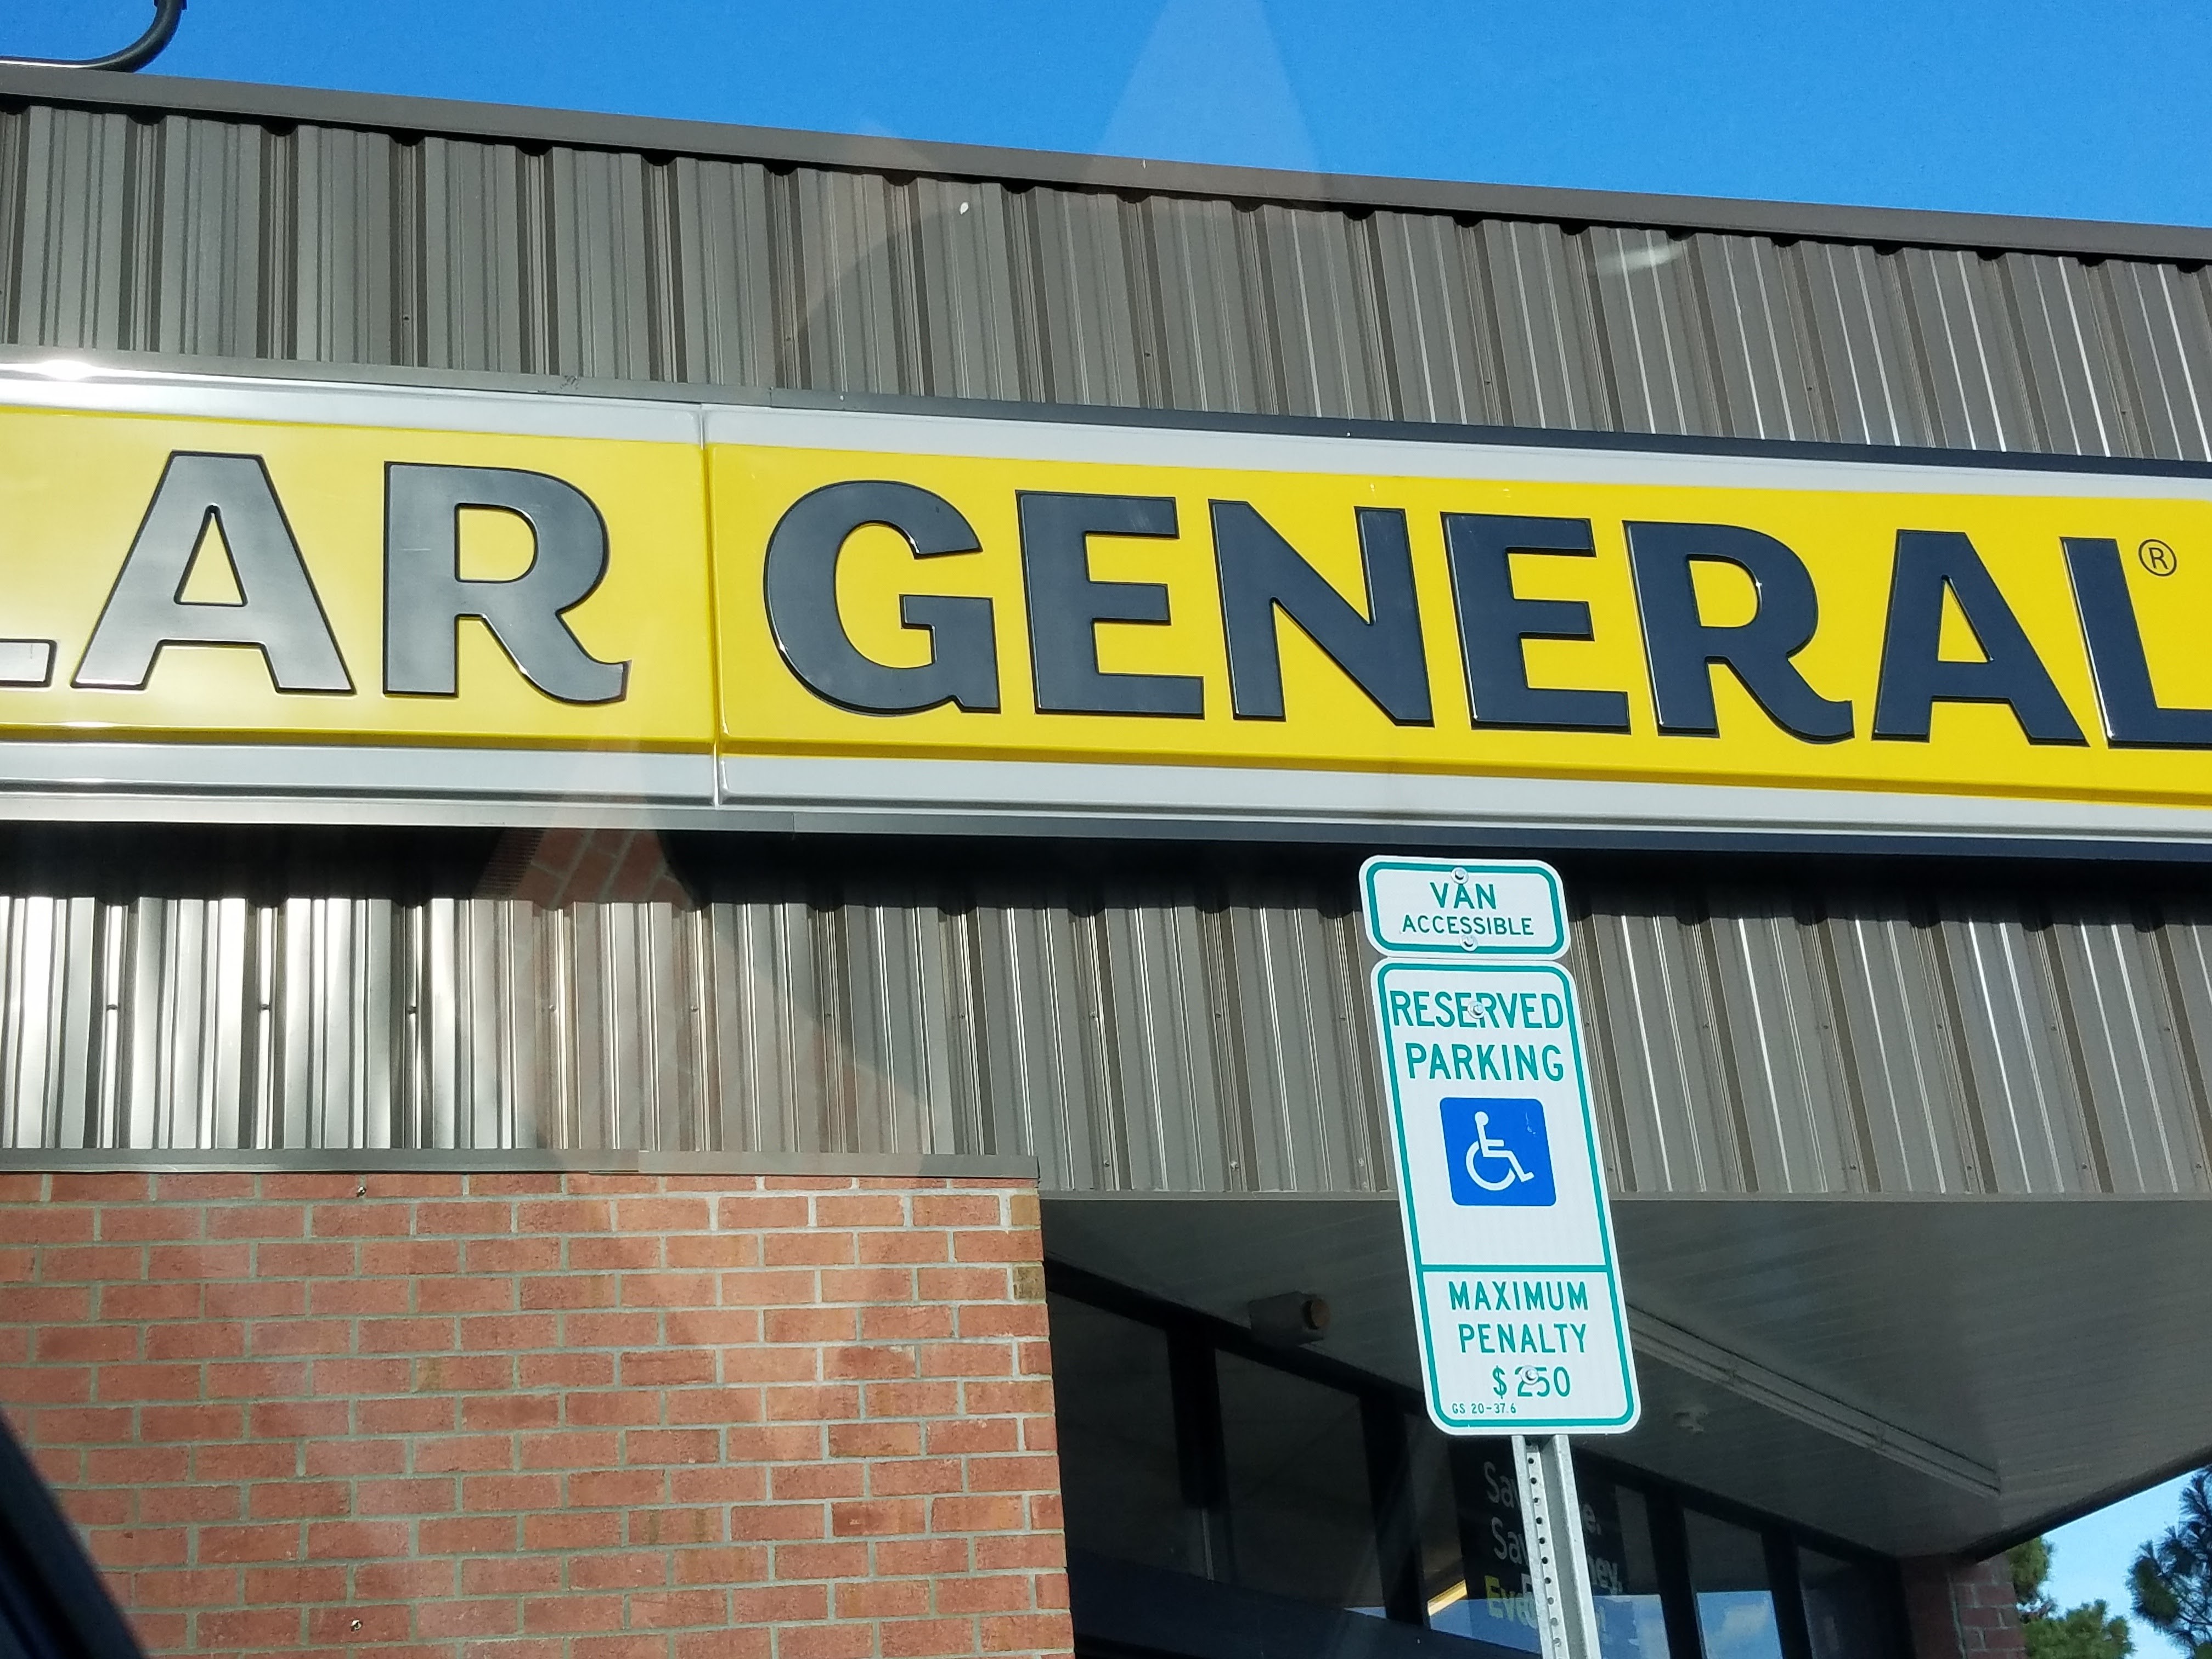 LAR GENERAL®
VAN
ACCESSIBLE
RESERVED
PARKING
MAXIMUM
PENALTY
$250
GS 20-37.6